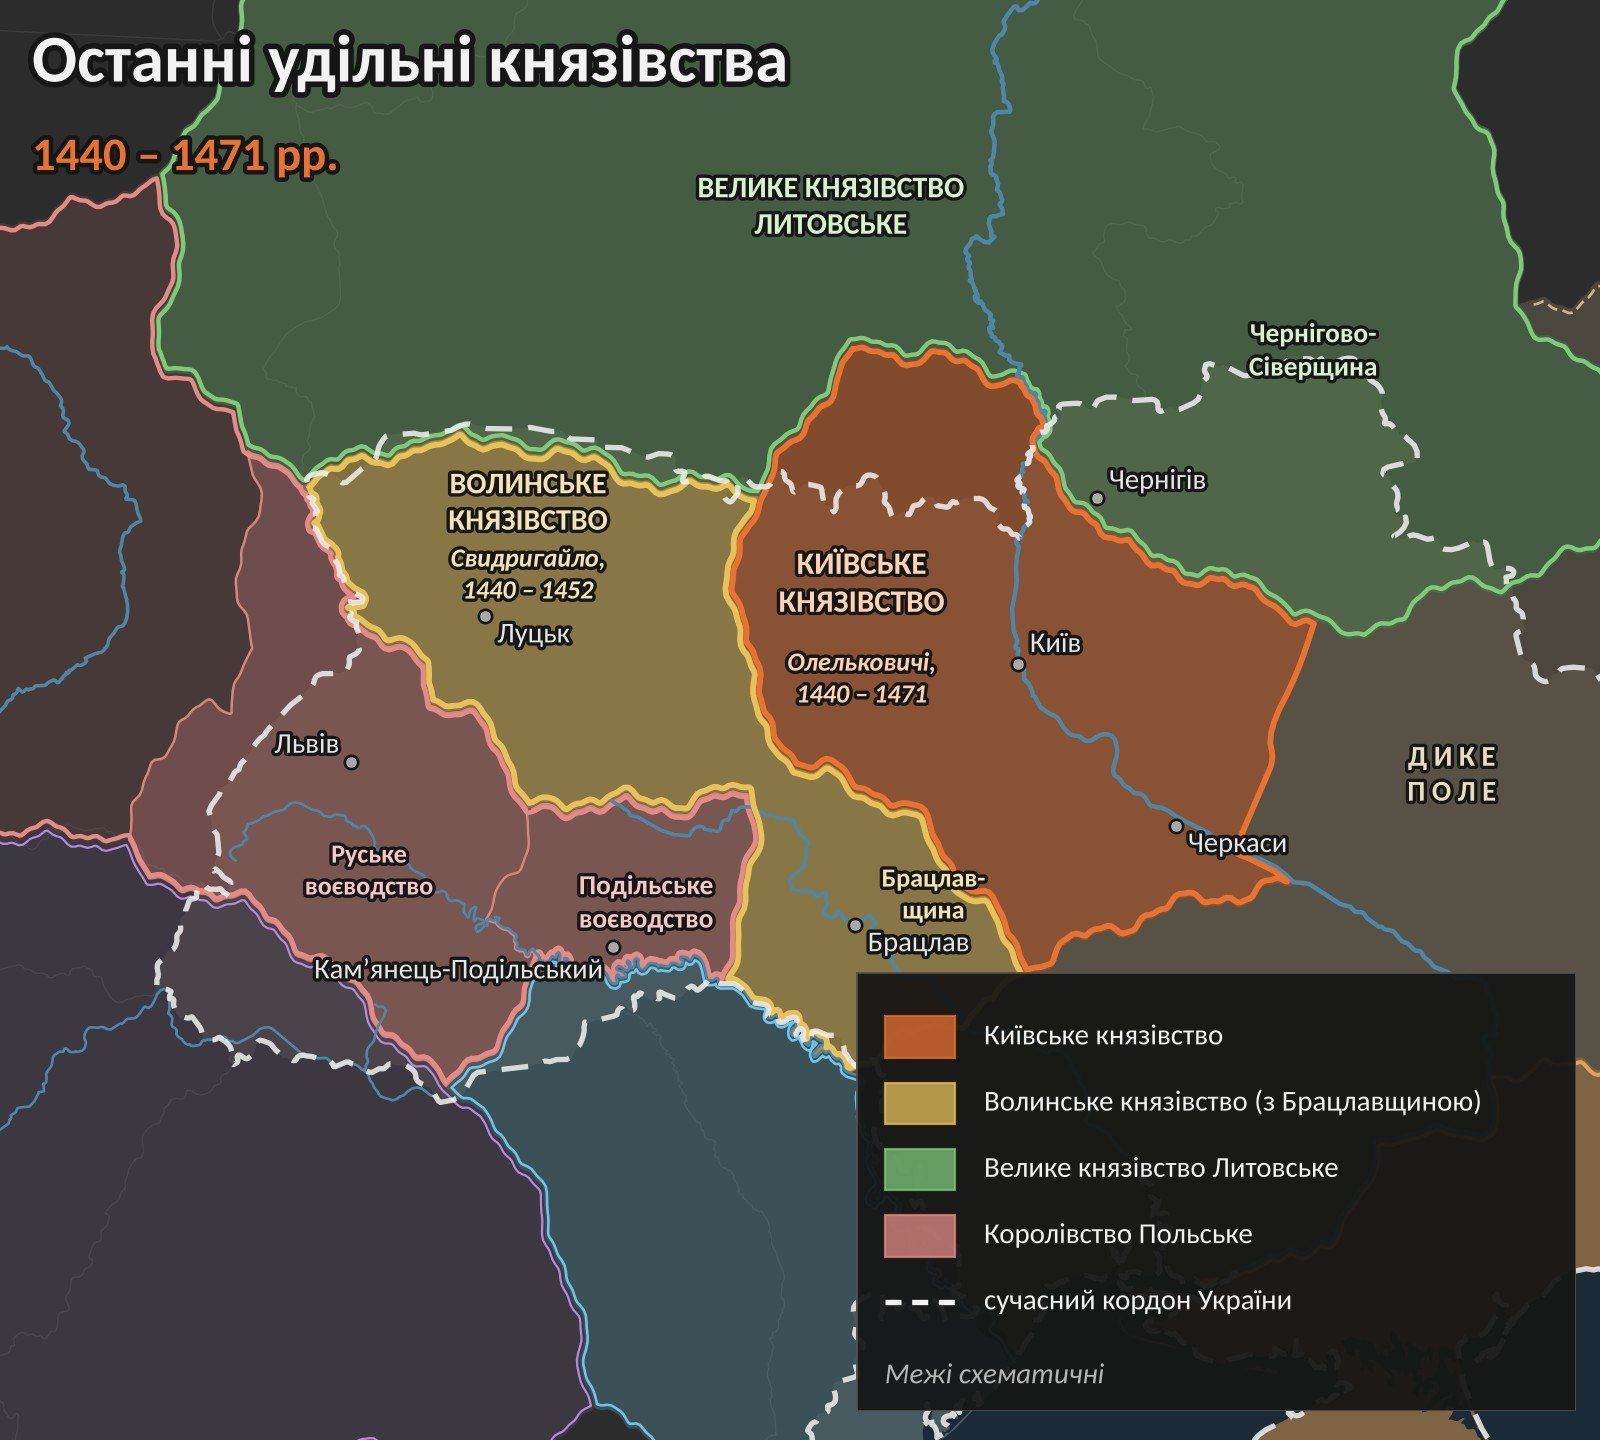 Останні удільні князівства
1440 – 1471 рр.
ВЕЛИКЕ КНЯЗІВСТВО
ЛИТОВСЬКЕ
Чернігово-
Сіверщина
Чернігів
ВОЛИНСЬКЕ
КНЯЗІВСТВО
Свидригайло,
1440 – 1452
Луцьк
КИЇВСЬКЕ
КНЯЗІВСТВО
Олельковичі,
1440 – 1471
Київ
Львів
ДИКЕ
ПОЛЕ
Черкаси
Руське
воєводство
Подільське
воєводство
Брацлав-
щина
Брацлав
Кам’янець-Подільський
Київське князівство
Волинське князівство (з Брацлавщиною)
Велике князівство Литовське
Королівство Польське
сучасний кордон України
Межі схематичні